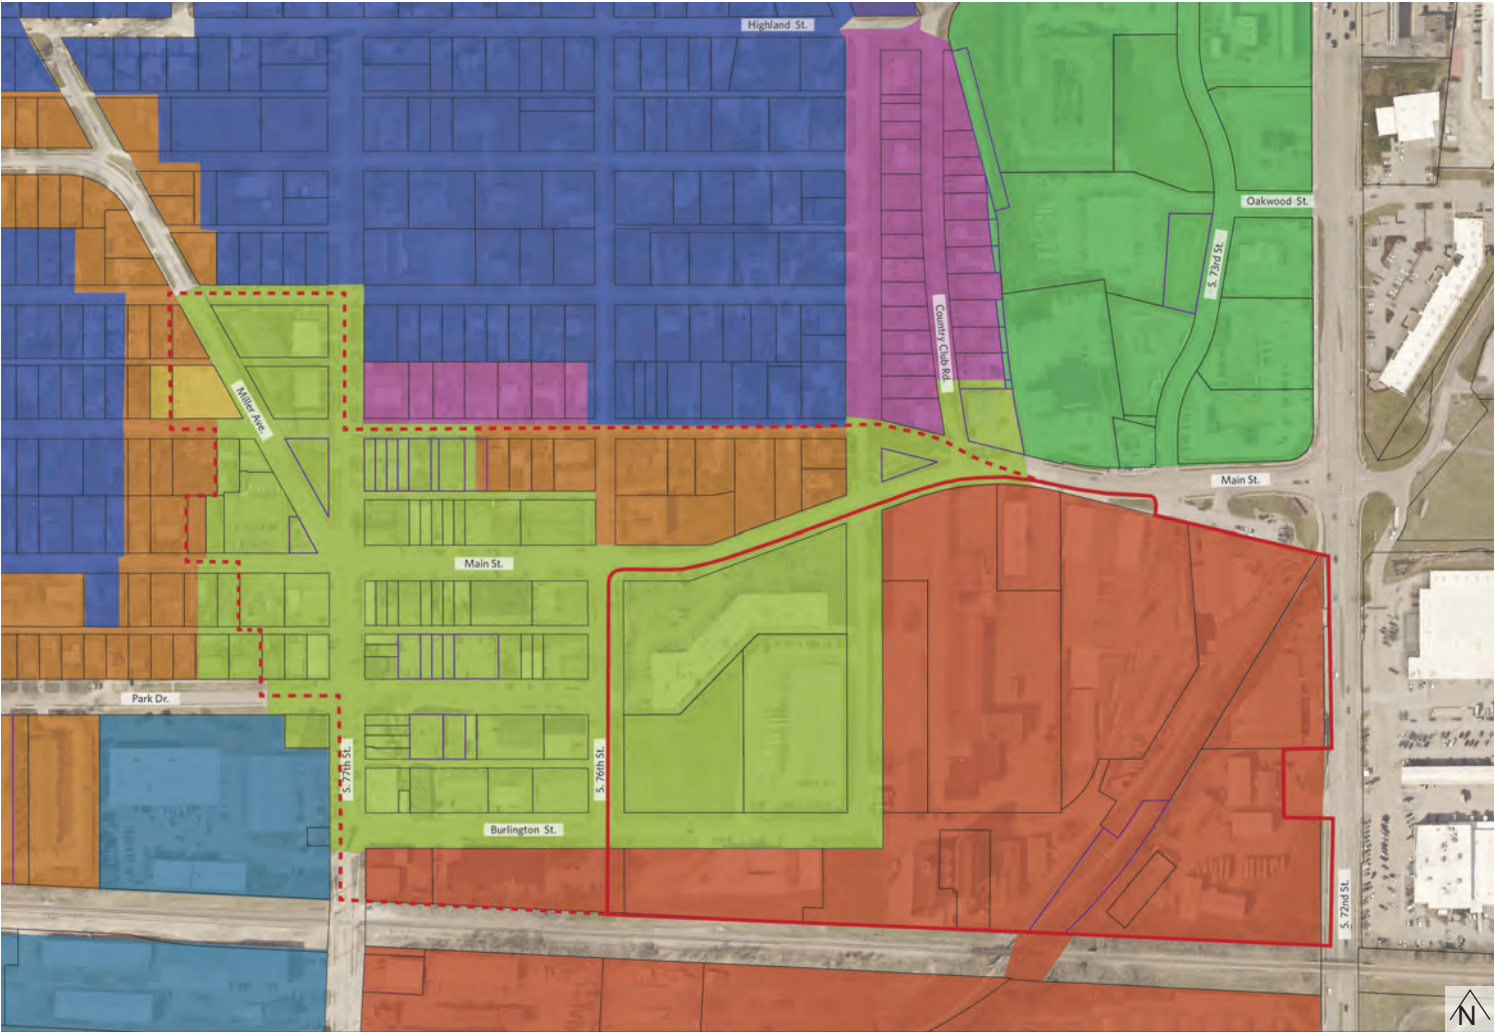 Highland St.
Oakwood St.
S. 73rd St.
Country Club Rd.
Miller Ave.
Main St.
Main St.
Park Dr.
S. 77th St.
S. 76th St.
Burlington St.
S. 72nd St.
N